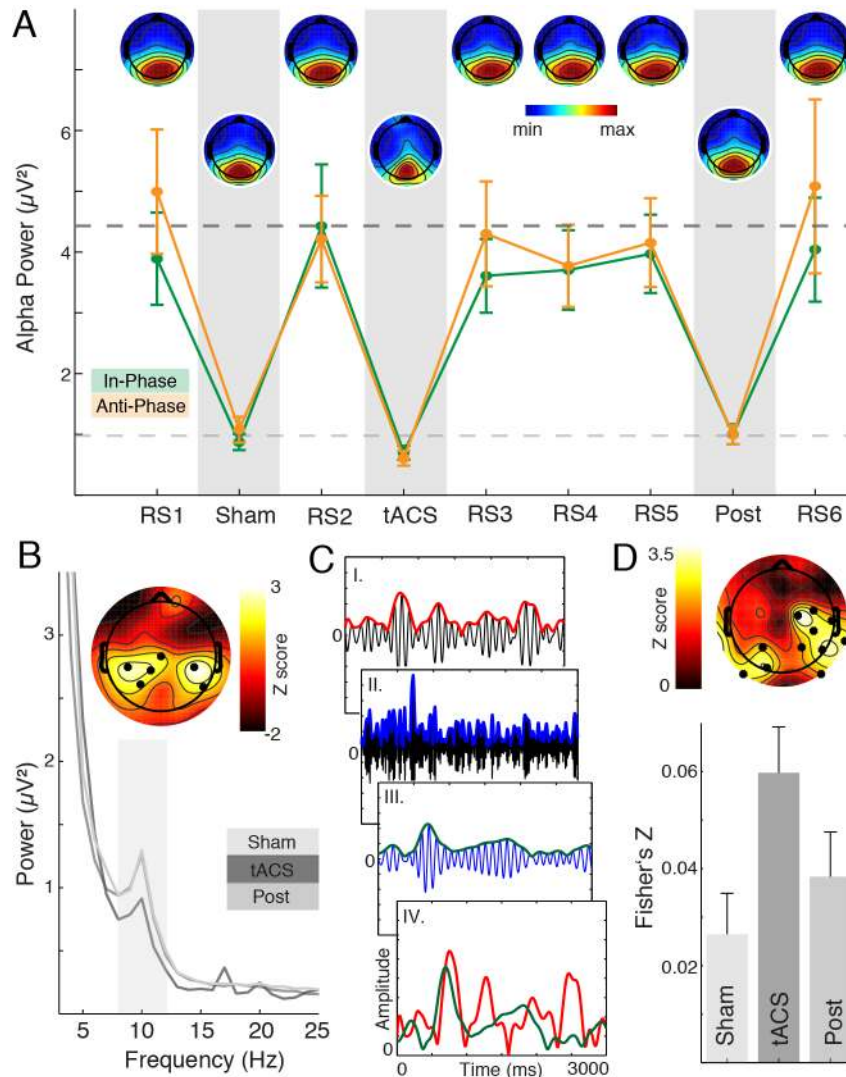 A
6
4
2
Alpha Power (µV²)
min
max
In-Phase
Anti-Phase
RS1 Sham RS2 tACS RS3 RS4 RS5 Post RS6
B
3
2
1
Power (µV²)
3
-2
Z score
Sham
tACS
Post
5 10 15 20 25
Frequency (Hz)
C
I.
0
II.
0
III.
0
IV.
Amplitude
0
0 Time (ms) 3000
D
3.5
0
Z score
0.06
0.04
0.02
Fisher's Z
Sham
tACS
Post